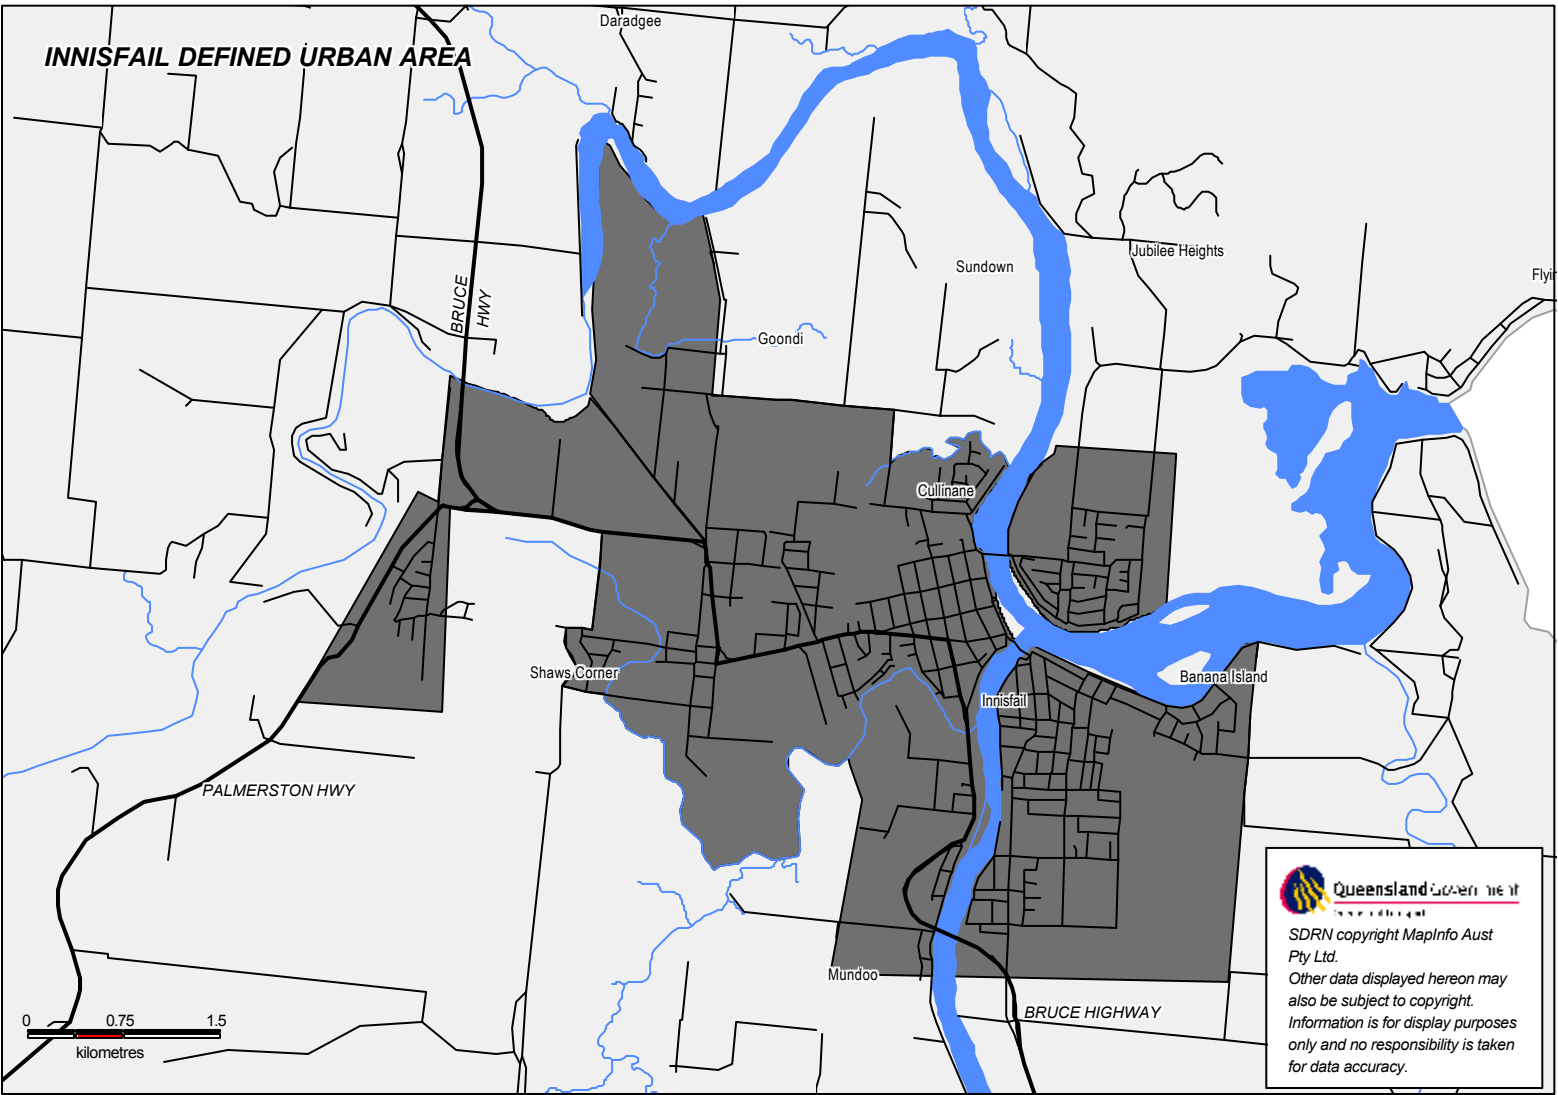 INNISFAIL DEFINED URBAN AREA
Daradgee
Jubilee Heights
Sundown
BRUCE
HWY
Goondi
Cullinane
Shaws Corner
Banana Island
Innisfail
PALMERSTON HWY
Mundoo
BRUCE HIGHWAY
0 0.75 1.5
kilometres
Queensland Government
SDRN copyright MapInfo Aust
Pty Ltd.
Other data displayed hereon may
also be subject to copyright.
Information is for display purposes
only and no responsibility is taken
for data accuracy.